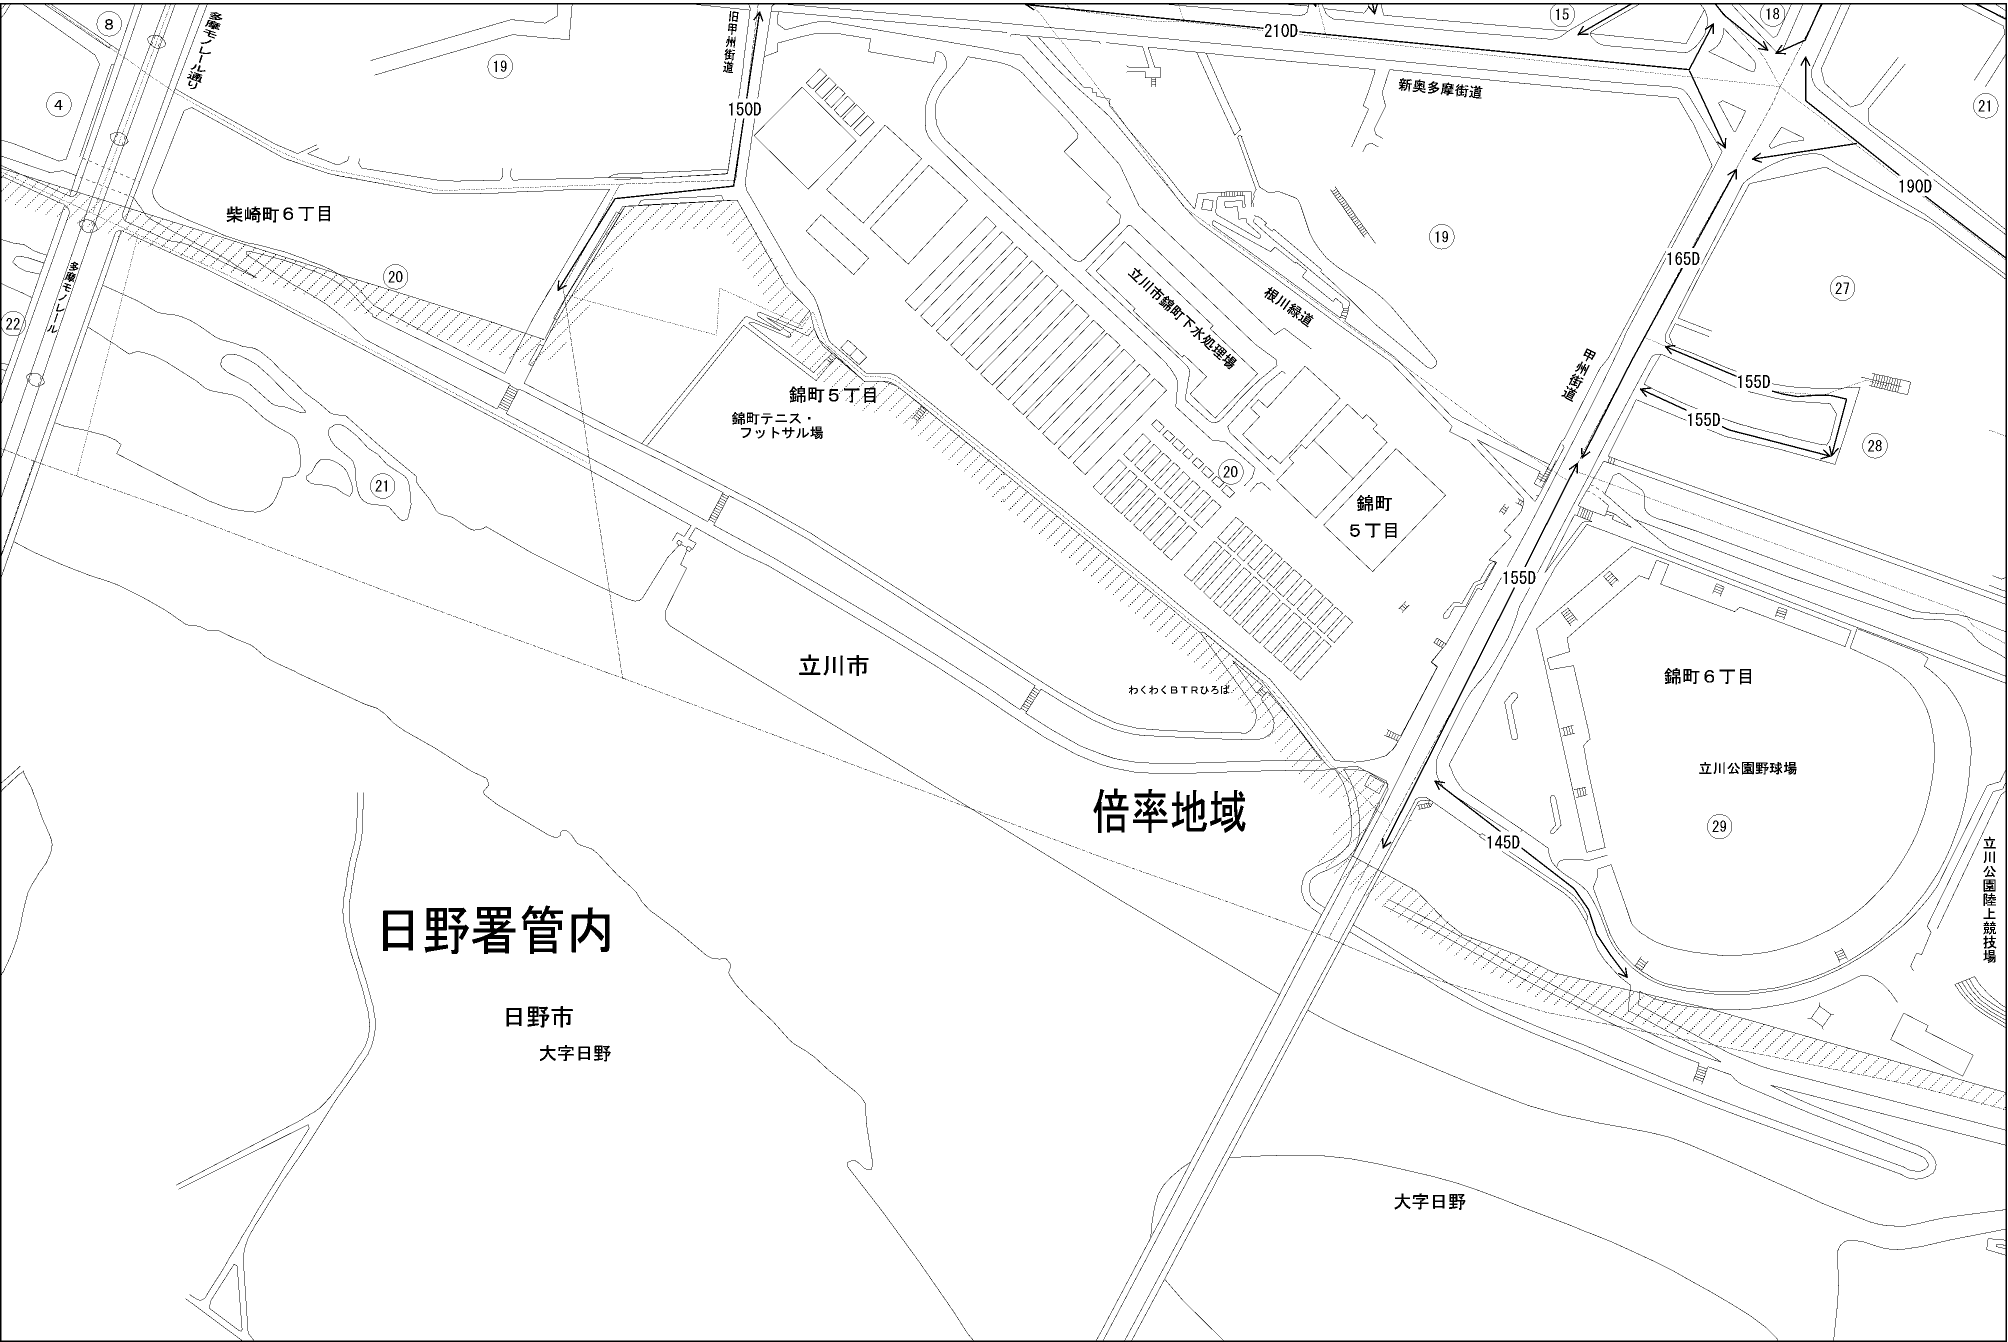 8
多摩モノレール通り
旧甲州街道
210D
15
18
19
4
150D
新奥多摩街道
21
190D
柴崎町６丁目
19
165D
20
立川市錦町下水処理場
根川緑道
27
22
多摩モノレール
甲州街道
155D
錦町５丁目
錦町テニス・
フットサル場
155D
28
20
21
錦町
５丁目
155D
立川市
わくわくＢＴＲひろば
錦町６丁目
立川公園野球場
倍率地域
29
145D
立川公園陸上競技場
日野署管内
日野市
大字日野
大字日野